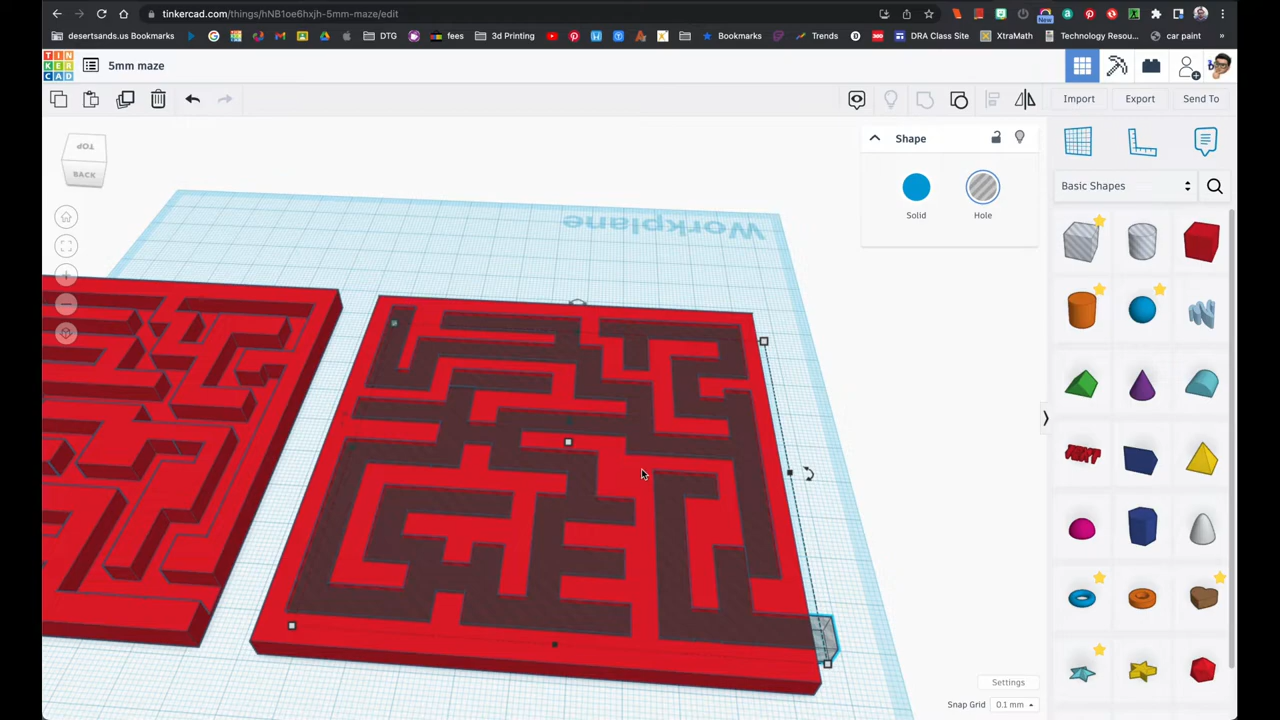 tinkercad.com/things/hNB1oe6hxjh-5mm-maze/edit
New
desertsands.us Bookmarks
DTG
fees
3d Printing
Bookmarks
Trends
DRA Class Site
XtraMath
Technology Resou...
car paint
TIN
KER
CAD
5mm maze
Import
Export
Send To
Shape
Solid
Hole
TOP
BACK
Workplane
Basic Shapes
TEXT
Settings
Snap Grid
0.1 mm